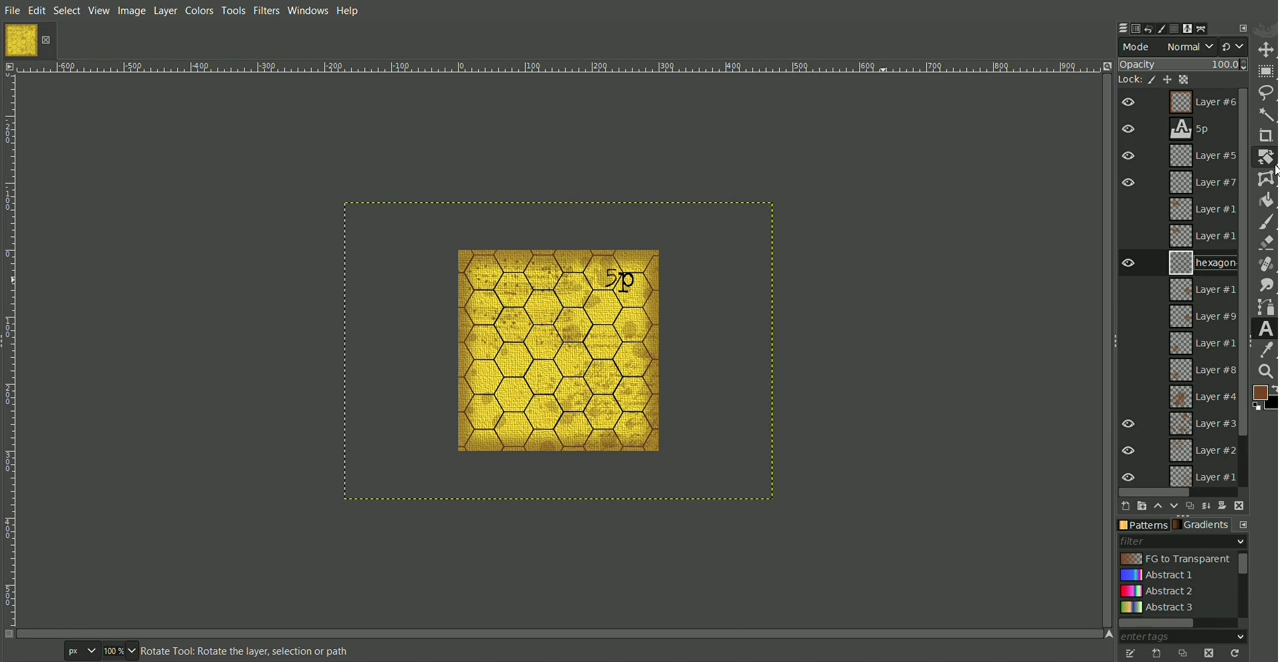 File Edit Select View Image Layer Colors Tools Filters Windows Help
-600 -500 -400 -300 -200 -100 0 100 200 300 400 500 600 700 800 900
Mode Normal
Opacity 100.0
Lock:
Layer #6
5p
Layer #5
Layer #7
Layer #1
Layer #1
hexagon-
Layer #1
Layer #9
Layer #1
Layer #8
Layer #4
Layer #3
Layer #2
Layer #1
5p
Patterns Gradients
filter
FG to Transparent
Abstract 1
Abstract 2
Abstract 3
enter tags
px 100 % Rotate Tool: Rotate the layer, selection or path